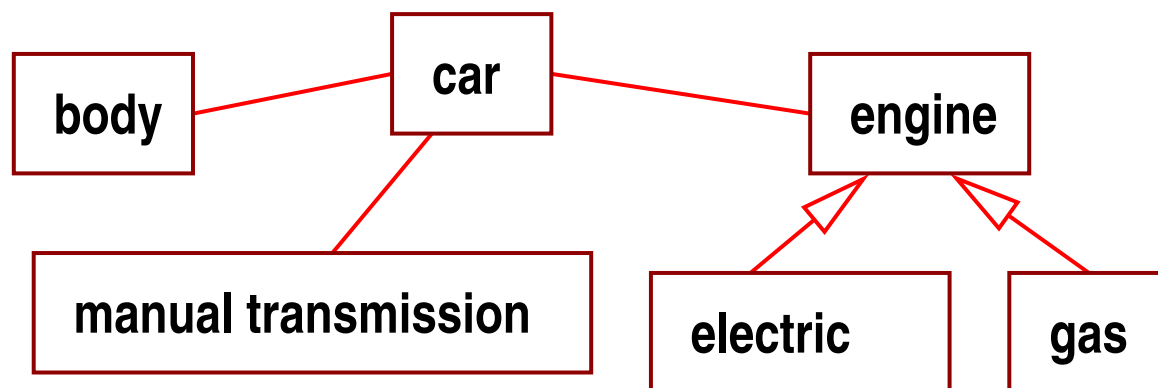 car
body
engine
manual transmission
electric
gas